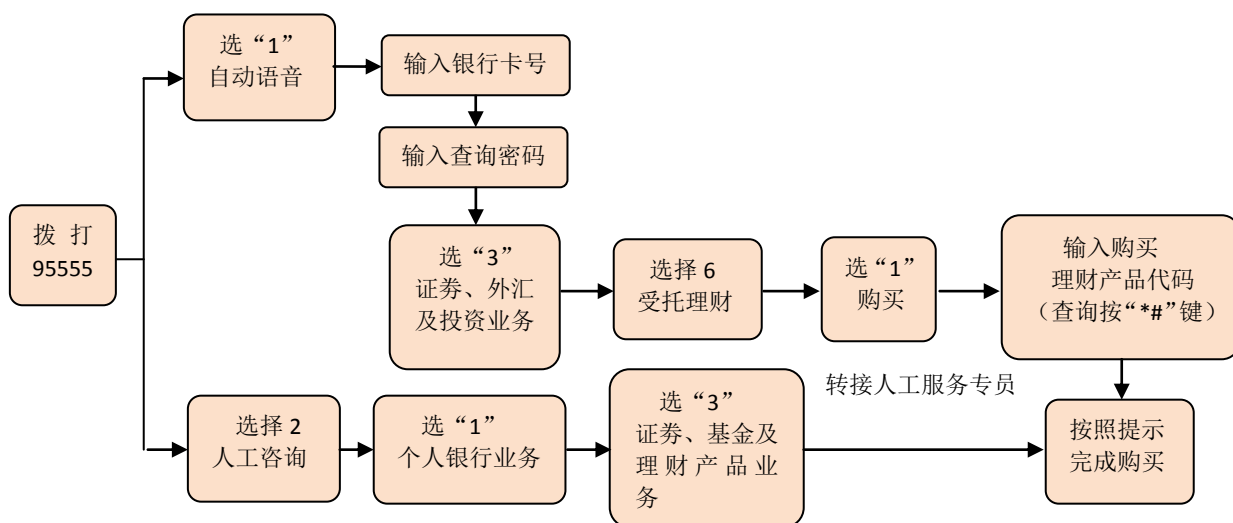 选“1”
自动语音
输入银行卡号
输入查询密码
拨 打
95555
选“3”
证券、外汇
及投资业务
选择 6
受托理财
选“1”
购买
输入购买
理财产品代码
（查询按“*#”键）
转接人工服务专员
选择 2
人工咨询
选“1”
个人银行业务
选“3”
证券、基金及
理财产品业
务
按照提示
完成购买